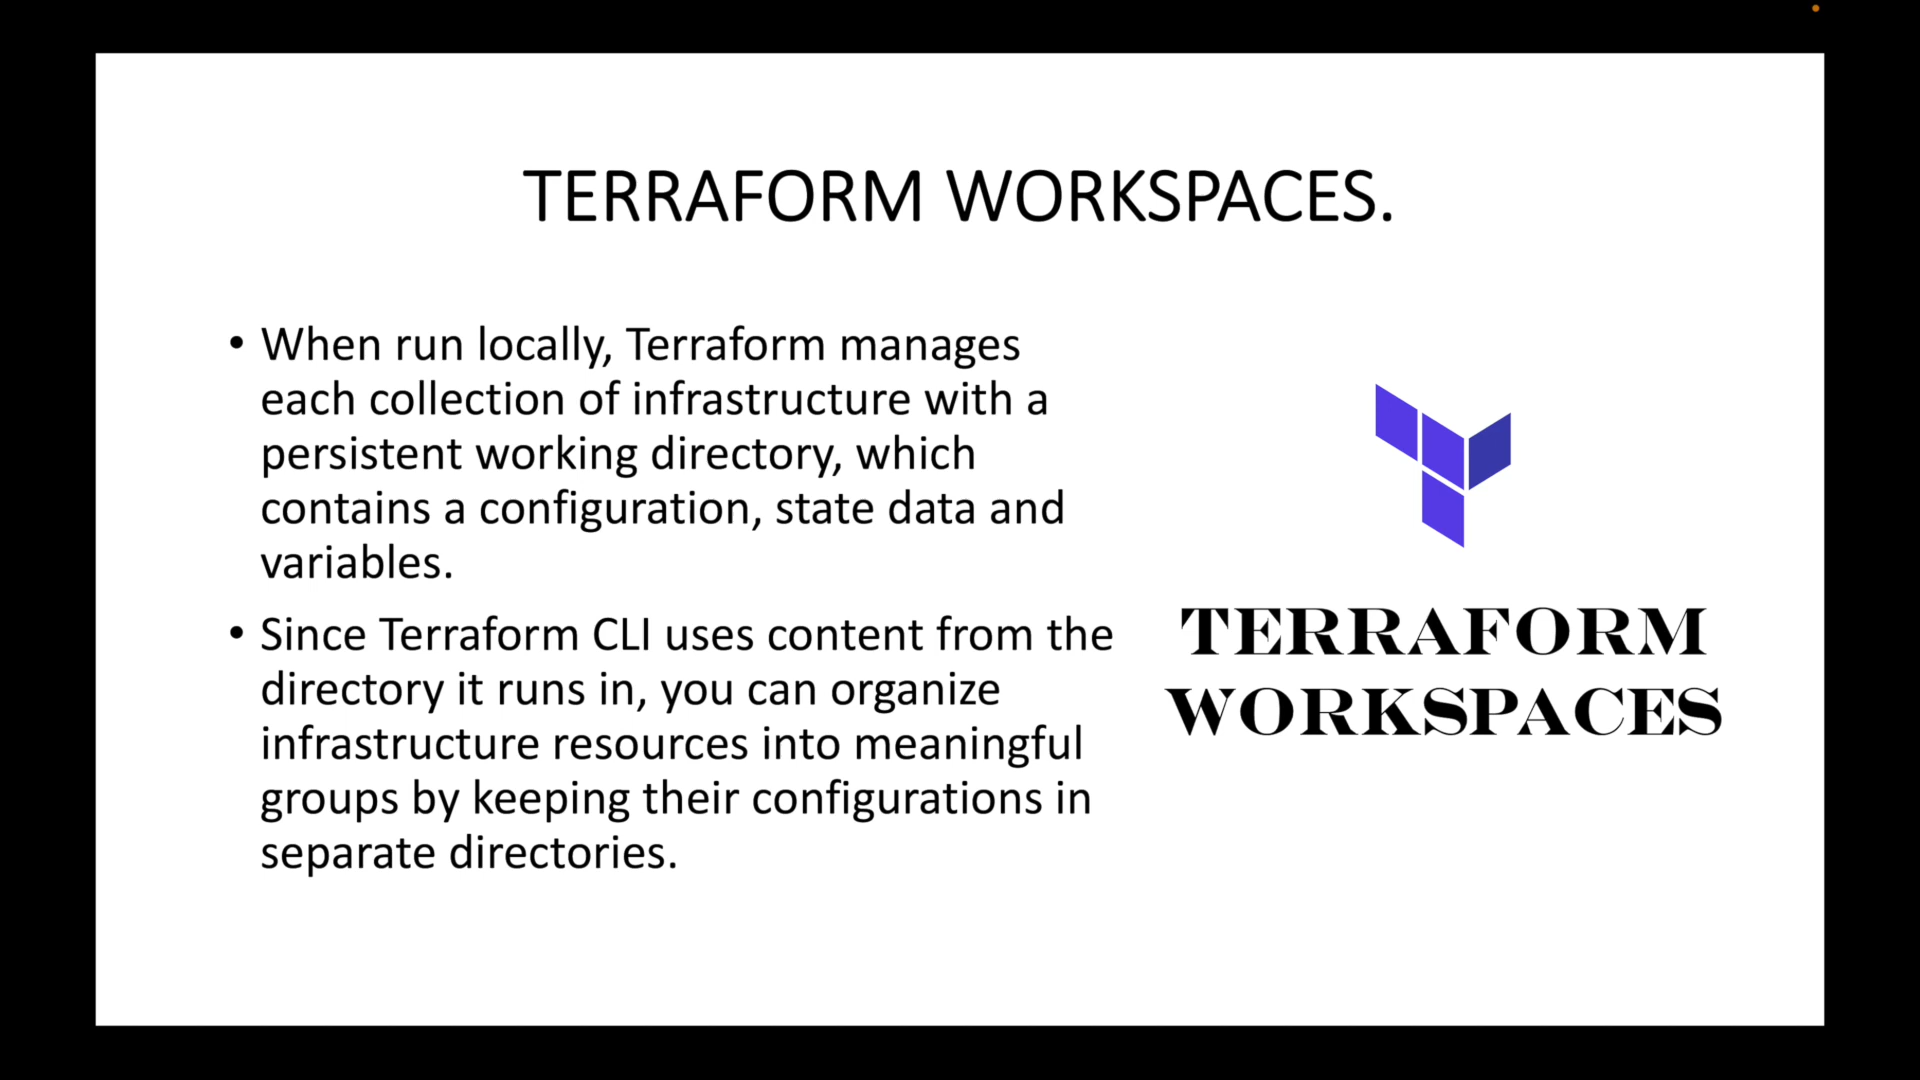 TERRAFORM WORKSPACES.
• When run locally, Terraform manages
each collection of infrastructure with a
persistent working directory, which
contains a configuration, state data and
variables.
• Since Terraform CLI uses content from the
directory it runs in, you can organize
infrastructure resources into meaningful
groups by keeping their configurations in
separate directories.
TERRAFORM
WORKSPACES